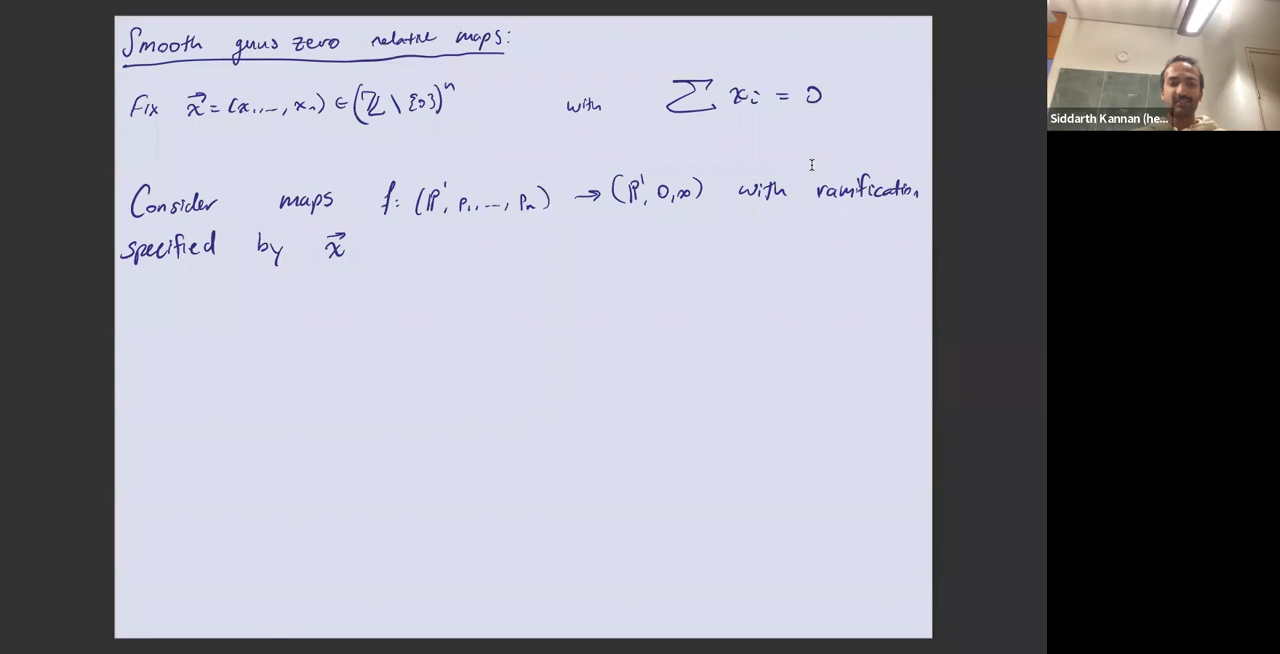 Smooth genus zero relative maps:
Fix x⃗ = (x₁, ..., xₙ) ∈ (ℤ \ {0})ⁿ with ∑ xᵢ = 0
Consider maps f: (ℙ¹, p₁, ..., pₙ) → (ℙ¹, 0, ∞) with ramification
specified by x⃗
Siddarth Kannan (he...